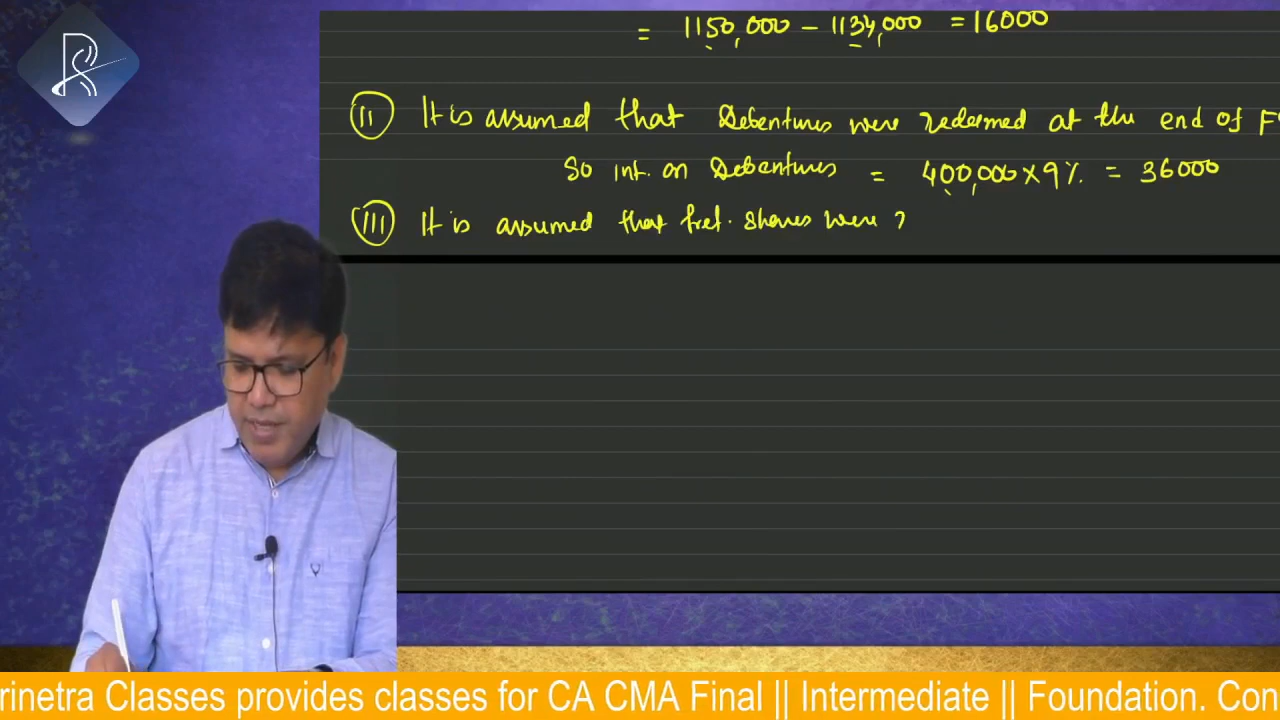 = 1150,000 – 1134,000 = 16000
(II) It is assumed that Debentures were redeemed at the end of F
So int. on Debentures = 400,000 × 9% = 36000
(III) It is assumed that Pref. Shares were
rinetra Classes provides classes for CA CMA Final || Intermediate || Foundation. Con